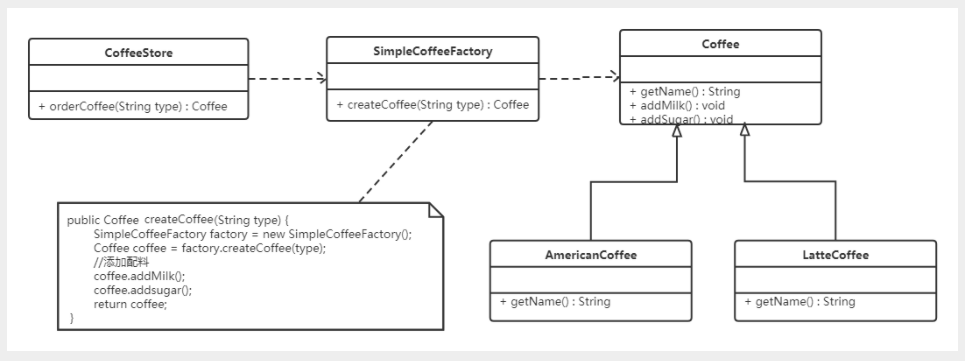 CoffeeStore
+ orderCoffee(String type) : Coffee
SimpleCoffeeFactory
+ createCoffee(String type) : Coffee
Coffee
+ getName() : String
+ addMilk() : void
+ addSugar() : void
public Coffee createCoffee(String type) {
SimpleCoffeeFactory factory = new SimpleCoffeeFactory();
Coffee coffee = factory.createCoffee(type);
//添加配料
coffee.addMilk();
coffee.addsugar();
return coffee;
}
AmericanCoffee
+ getName() : String
LatteCoffee
+ getName() : String